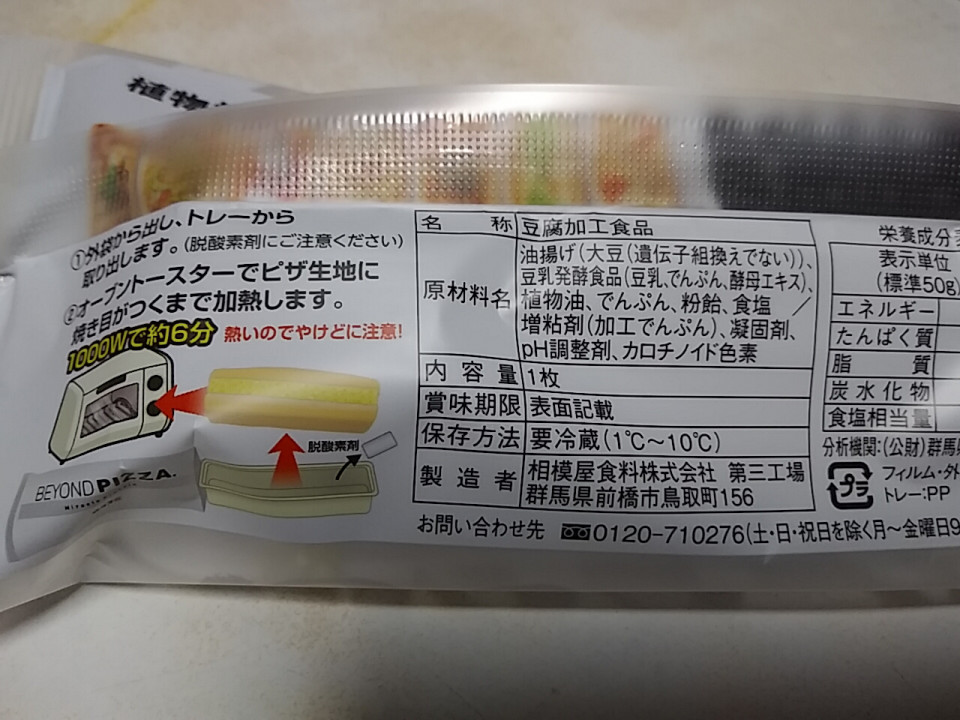 植物
①外袋から出し、トレーから
取り出します。(脱酸素剤にご注意ください)
②オーブントースターでピザ生地に
焼き目がつくまで加熱します。
1000Wで約6分 熱いのでやけどに注意!
脱酸素剤
BEYOND PIZZA.
名称 豆腐加工食品
原材料名 油揚げ(大豆(遺伝子組換えでない))、
豆乳発酵食品(豆乳、でんぷん、酵母エキス)、
植物油、でんぷん、粉飴、食塩/
増粘剤(加工でんぷん)、凝固剤、
pH調整剤、カロチノイド色素
内容量 1枚
賞味期限 表面記載
保存方法 要冷蔵(1℃~10℃)
製造者 相模屋食料株式会社 第三工場
群馬県前橋市鳥取町156
お問い合わせ先 0120-710276(土・日・祝日を除く月~金曜日9
栄養成分
表示単位
(標準50g)
エネルギー
たんぱく質
脂質
炭水化物
食塩相当量
分析機関:(公財)群馬
プラ
フィルム・外
トレー:PP